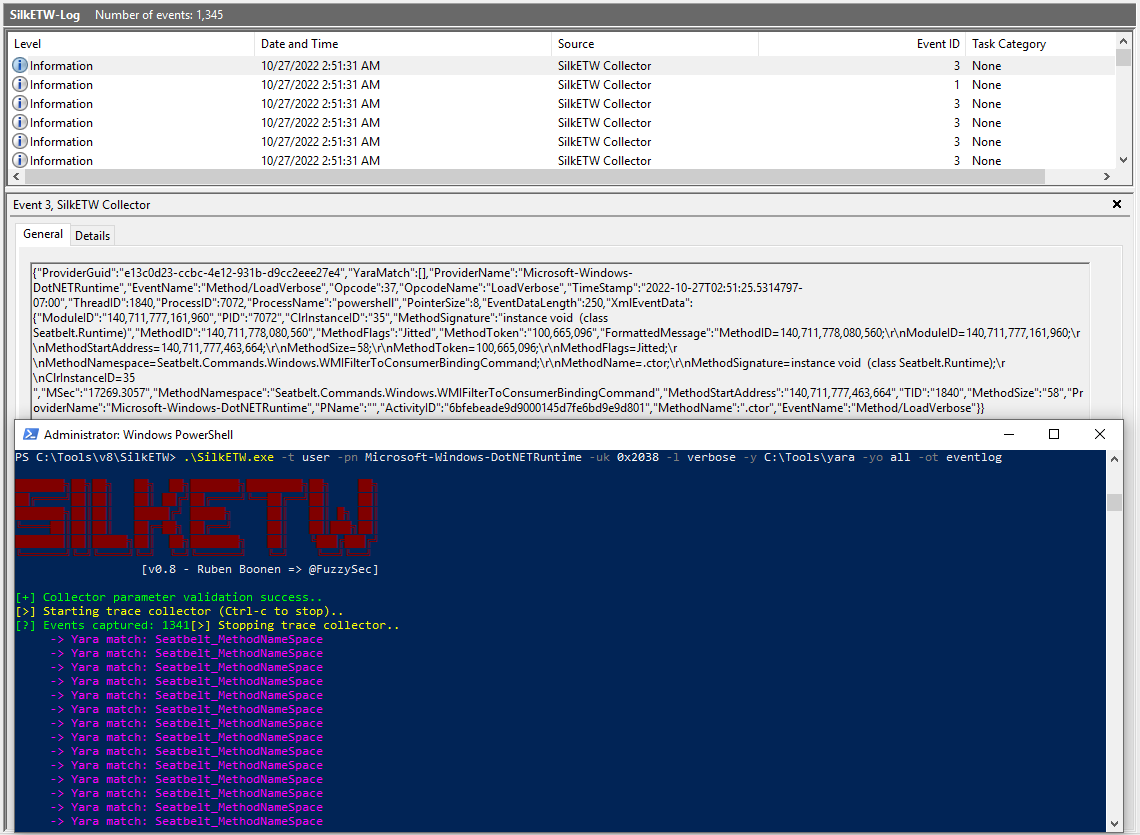 SilkETW-Log Number of events: 1,345
Level Date and Time Source Event ID Task Category
Information 10/27/2022 2:51:31 AM SilkETW Collector 3 None
Information 10/27/2022 2:51:31 AM SilkETW Collector 1 None
Information 10/27/2022 2:51:31 AM SilkETW Collector 3 None
Information 10/27/2022 2:51:31 AM SilkETW Collector 3 None
Information 10/27/2022 2:51:31 AM SilkETW Collector 3 None
Information 10/27/2022 2:51:31 AM SilkETW Collector 3 None
Event 3, SilkETW Collector
General Details
{"ProviderGuid":"e13c0d23-ccbc-4e12-931b-d9cc2eee27e4","YaraMatch":[],"ProviderName":"Microsoft-Windows-
DotNETRuntime","EventName":"Method/LoadVerbose","Opcode":37,"OpcodeName":"LoadVerbose","TimeStamp":"2022-10-27T02:51:25.5314797-
07:00","ThreadID":1840,"ProcessID":7072,"ProcessName":"powershell","PointerSize":8,"EventDataLength":250,"XmlEventData":
{"ModuleID":"140,711,777,161,960","PID":"7072","ClrInstanceID":"35","MethodSignature":"instance void  (class
Seatbelt.Runtime)","MethodID":"140,711,778,080,560","MethodFlags":"Jitted","MethodToken":"100,665,096","FormattedMessage":"MethodID=140,711,778,080,560;\r\nModuleID=140,711,777,161,960;\r
\nMethodStartAddress=140,711,777,463,664;\r\nMethodSize=58;\r\nMethodToken=100,665,096;\r\nMethodFlags=Jitted;\r
\nMethodNamespace=Seatbelt.Commands.Windows.WMIFilterToConsumerBindingCommand;\r\nMethodName=.ctor;\r\nMethodSignature=instance void  (class Seatbelt.Runtime);\r
\nClrInstanceID=35
","MSec":"17269.3057","MethodNamespace":"Seatbelt.Commands.Windows.WMIFilterToConsumerBindingCommand","MethodStartAddress":"140,711,777,463,664","TID":"1840","MethodSize":"58","Pr
oviderName":"Microsoft-Windows-DotNETRuntime","PName":"","ActivityID":"6bfebeade9d9000145d7fe6bd9e9d801","MethodName":".ctor","EventName":"Method/LoadVerbose"}}
Administrator: Windows PowerShell
PS C:\Tools\v8\SilkETW> .\SilkETW.exe -t user -pn Microsoft-Windows-DotNETRuntime -uk 0x2038 -l verbose -y C:\Tools\yara -yo all -ot eventlog
SILKETW
[v0.8 - Ruben Boonen => @FuzzySec]
[+] Collector parameter validation success..
[>] Starting trace collector (Ctrl-c to stop)..
[?] Events captured: 1341[>] Stopping trace collector..
-> Yara match: Seatbelt_MethodNameSpace
-> Yara match: Seatbelt_MethodNameSpace
-> Yara match: Seatbelt_MethodNameSpace
-> Yara match: Seatbelt_MethodNameSpace
-> Yara match: Seatbelt_MethodNameSpace
-> Yara match: Seatbelt_MethodNameSpace
-> Yara match: Seatbelt_MethodNameSpace
-> Yara match: Seatbelt_MethodNameSpace
-> Yara match: Seatbelt_MethodNameSpace
-> Yara match: Seatbelt_MethodNameSpace
-> Yara match: Seatbelt_MethodNameSpace
-> Yara match: Seatbelt_MethodNameSpace
-> Yara match: Seatbelt_MethodNameSpace
-> Yara match: Seatbelt_MethodNameSpace